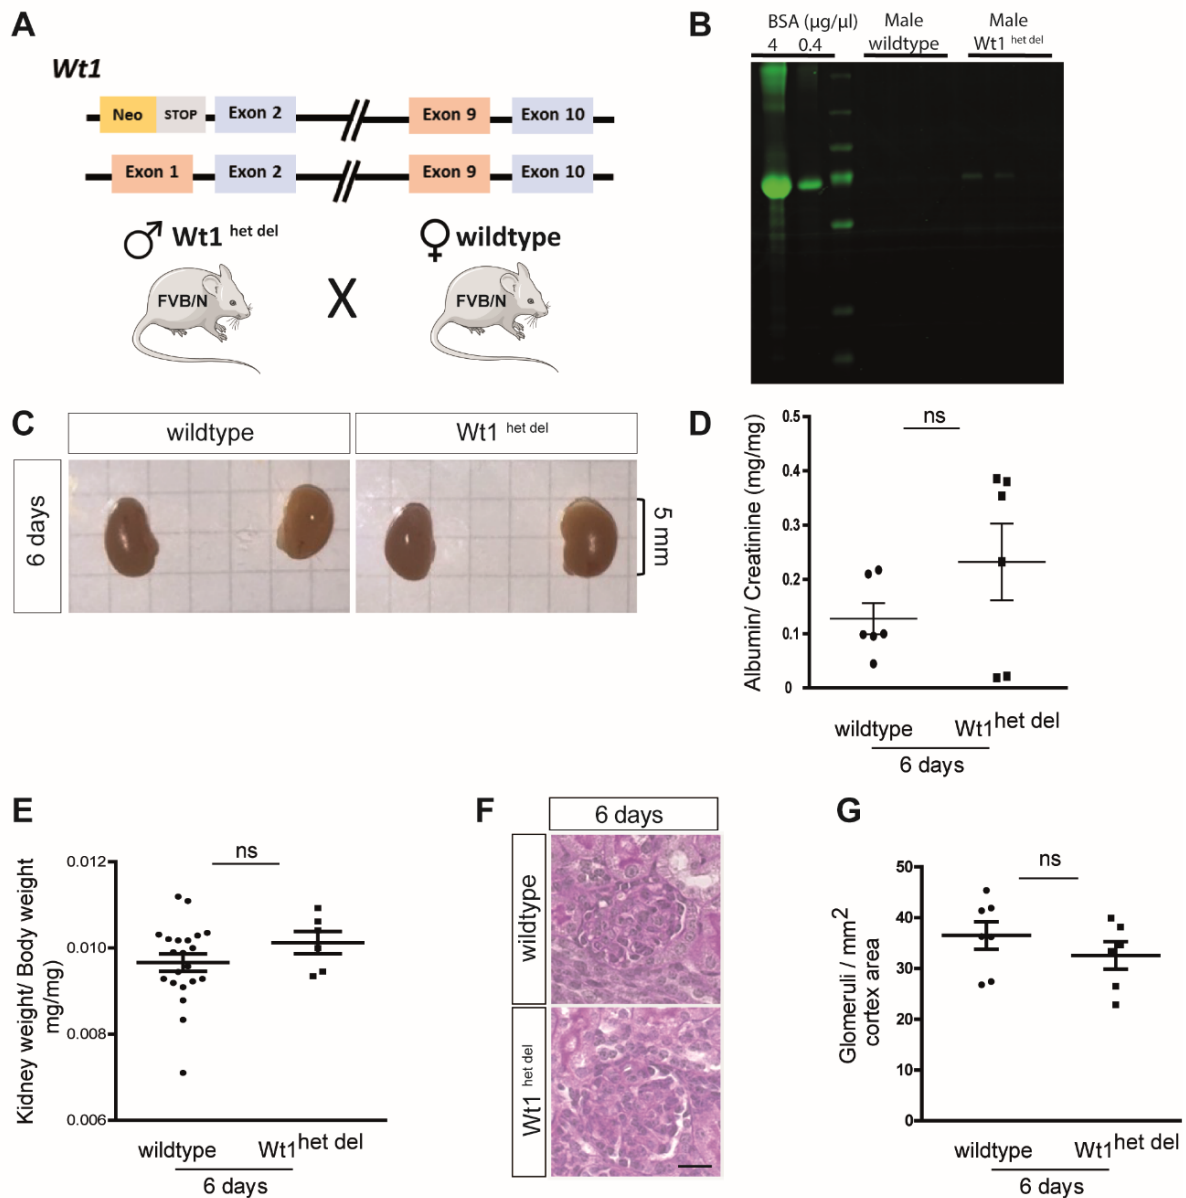 A
Wt1
Neo STOP Exon 2 Exon 9 Exon 10
Exon 1 Exon 2 Exon 9 Exon 10
♂ Wt1 het del ♀ wildtype
FVB/N X FVB/N
B
BSA (µg/µl) Male Male
4 0.4 wildtype Wt1 het del
C
wildtype Wt1 het del
6 days
5 mm
D
Albumin/ Creatinine (mg/mg)
0.5
0.4
0.3
0.2
0.1
0
ns
wildtype Wt1het del
6 days
E
Kidney weight/ Body weight
mg/mg)
0.012
0.010
0.008
0.006
ns
wildtype Wt1het del
6 days
F
6 days
wildtype
Wt1 het del
G
Glomeruli / mm2
cortex area
50
40
30
20
10
0
ns
wildtype Wt1het del
6 days